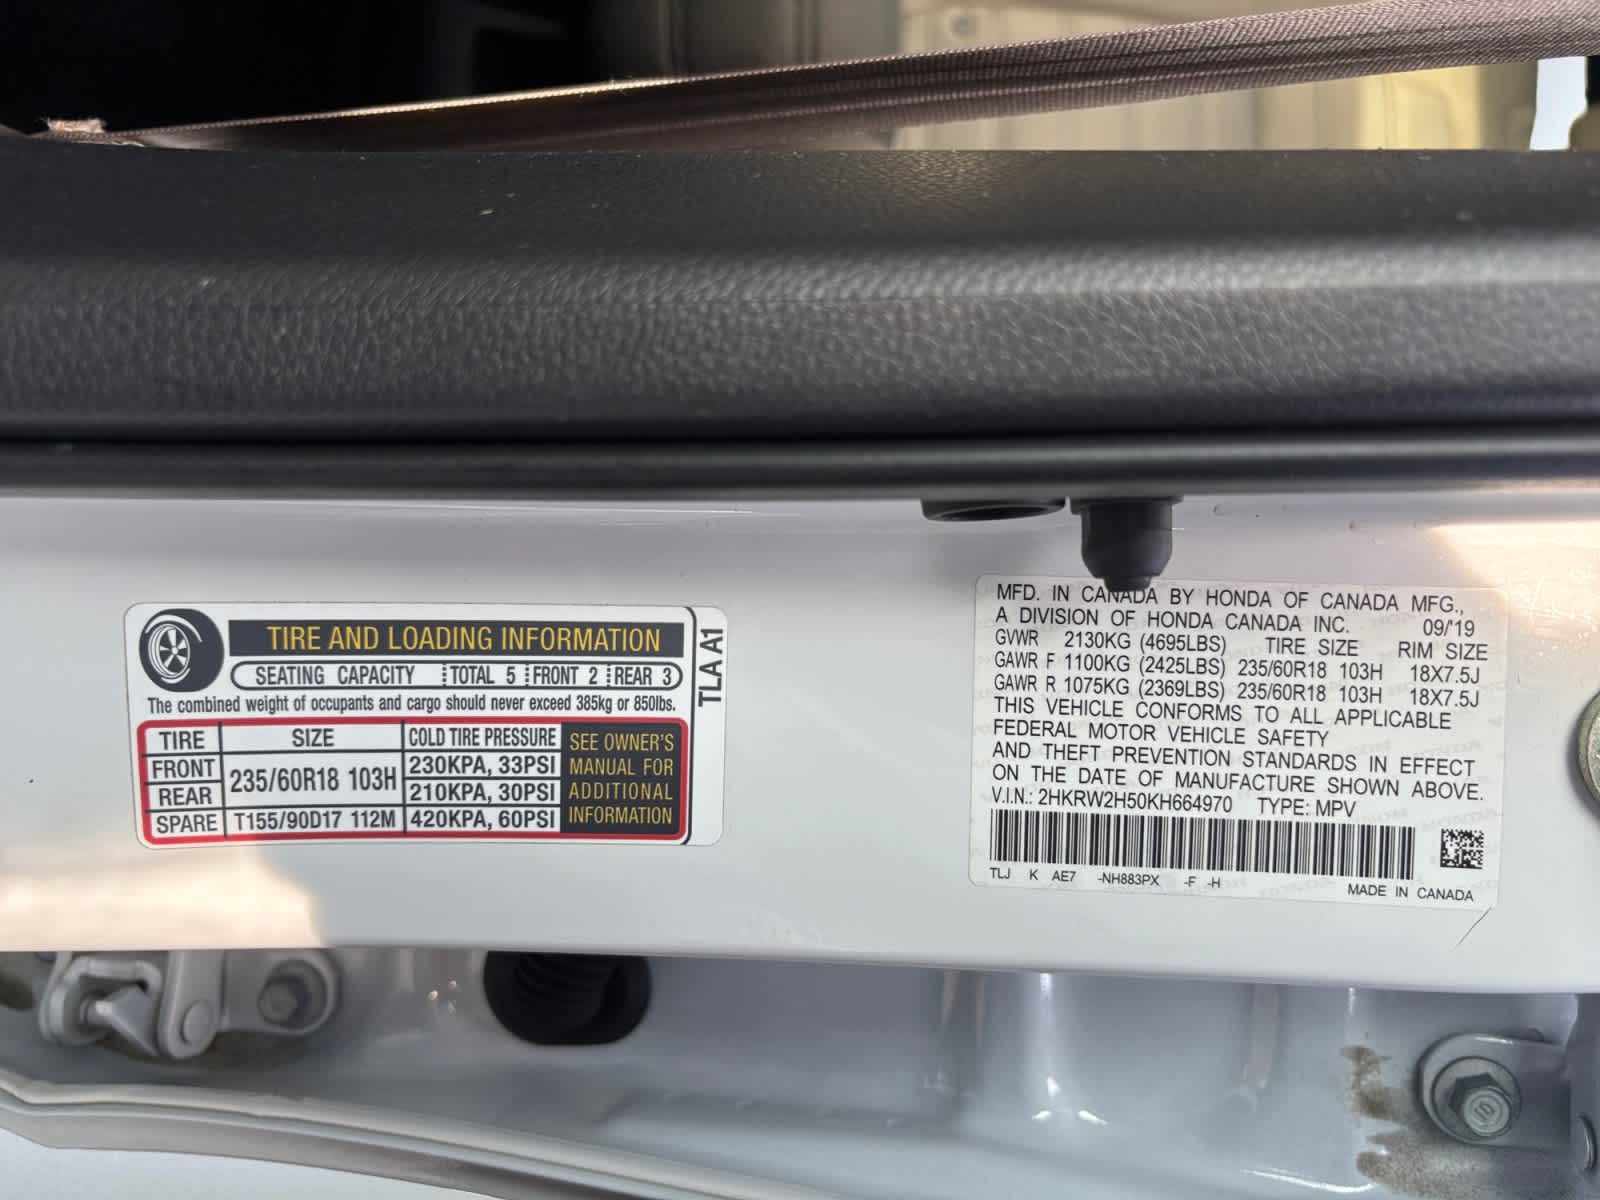 TIRE AND LOADING INFORMATION
SEATING CAPACITY TOTAL 5 FRONT 2 REAR 3
The combined weight of occupants and cargo should never exceed 385kg or 850lbs.
TIRE SIZE COLD TIRE PRESSURE
FRONT 235/60R18 103H 230KPA, 33PSI
REAR 210KPA, 30PSI
SPARE T155/90D17 112M 420KPA, 60PSI
SEE OWNER'S
MANUAL FOR
ADDITIONAL
INFORMATION
TLA A1
MFD. IN CANADA BY HONDA OF CANADA MFG.,
A DIVISION OF HONDA CANADA INC. 09/'19
GVWR 2130KG (4695LBS) TIRE SIZE RIM SIZE
GAWR F 1100KG (2425LBS) 235/60R18 103H 18X7.5J
GAWR R 1075KG (2369LBS) 235/60R18 103H 18X7.5J
THIS VEHICLE CONFORMS TO ALL APPLICABLE
FEDERAL MOTOR VEHICLE SAFETY
AND THEFT PREVENTION STANDARDS IN EFFECT
ON THE DATE OF MANUFACTURE SHOWN ABOVE.
V.I.N.: 2HKRW2H50KH664970 TYPE: MPV
TLJ K AE7 -NH883PX -F -H
MADE IN CANADA